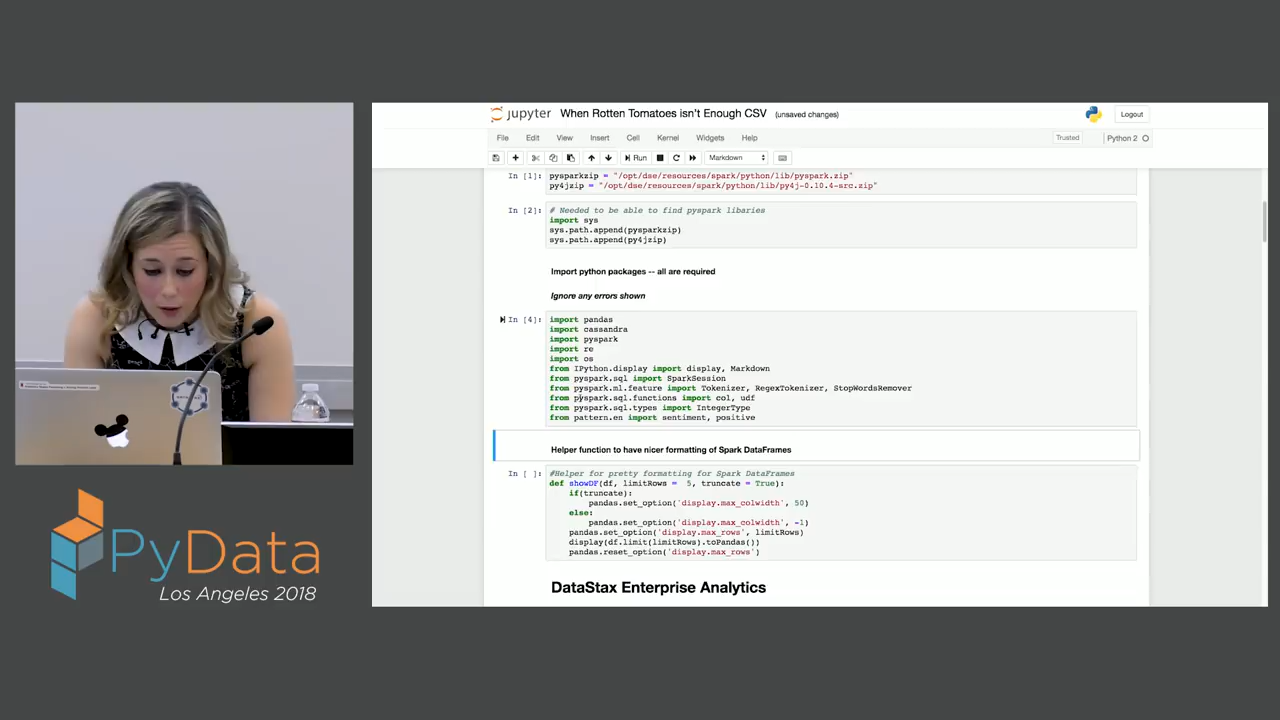 jupyter When Rotten Tomatoes isn't Enough CSV (unsaved changes) Logout
File Edit View Insert Cell Kernel Widgets Help Trusted Python 2
Run Markdown
In [1]: pysparkzip = "/opt/dse/resources/spark/python/lib/pyspark.zip"
py4jzip = "/opt/dse/resources/spark/python/lib/py4j-0.10.4-src.zip"
In [2]: # Needed to be able to find pyspark libaries
import sys
sys.path.append(pysparkzip)
sys.path.append(py4jzip)
Import python packages -- all are required
Ignore any errors shown
In [4]: import pandas
import cassandra
import pyspark
import re
import os
from IPython.display import display, Markdown
from pyspark.sql import SparkSession
from pyspark.ml.feature import Tokenizer, RegexTokenizer, StopWordsRemover
from pyspark.sql.functions import col, udf
from pyspark.sql.types import IntegerType
from pattern.en import sentiment, positive
Helper function to have nicer formatting of Spark DataFrames
In [ ]: #Helper for pretty formatting for Spark DataFrames
def showDF(df, limitRows = 5, truncate = True):
if(truncate):
pandas.set_option('display.max_colwidth', 50)
else:
pandas.set_option('display.max_colwidth', -1)
pandas.set_option('display.max_rows', limitRows)
display(df.limit(limitRows).toPandas())
pandas.reset_option('display.max_rows')
DataStax Enterprise Analytics
PyData
Los Angeles 2018